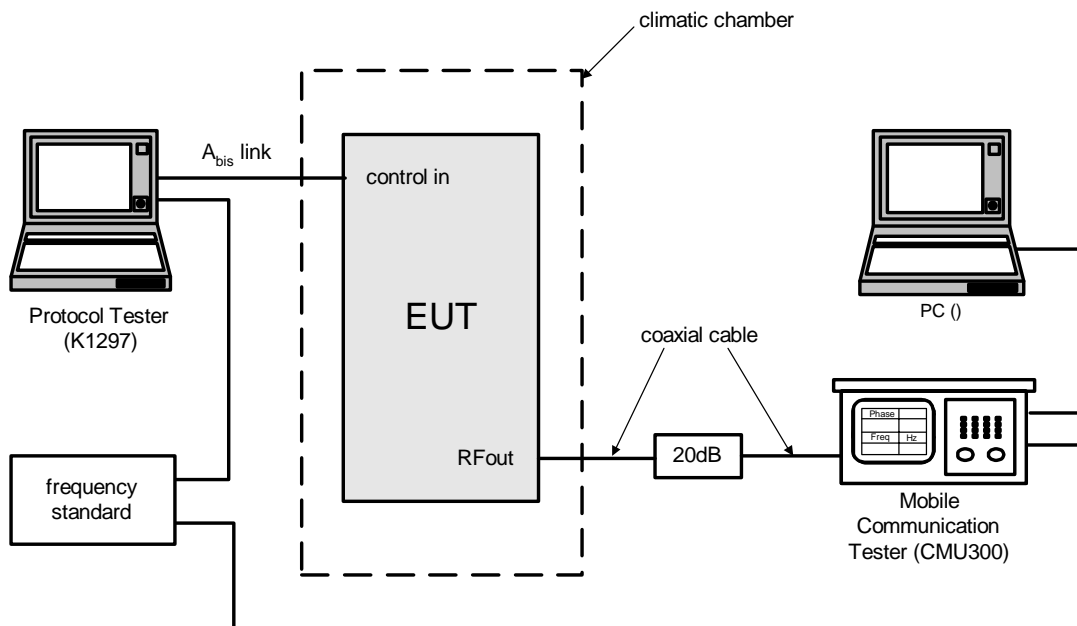 climatic chamber
A_bis link
control in
EUT
Protocol Tester
(K1297)
PC ()
coaxial cable
Phase
Freq Hz
RFout
20dB
frequency
standard
Mobile
Communication
Tester (CMU300)